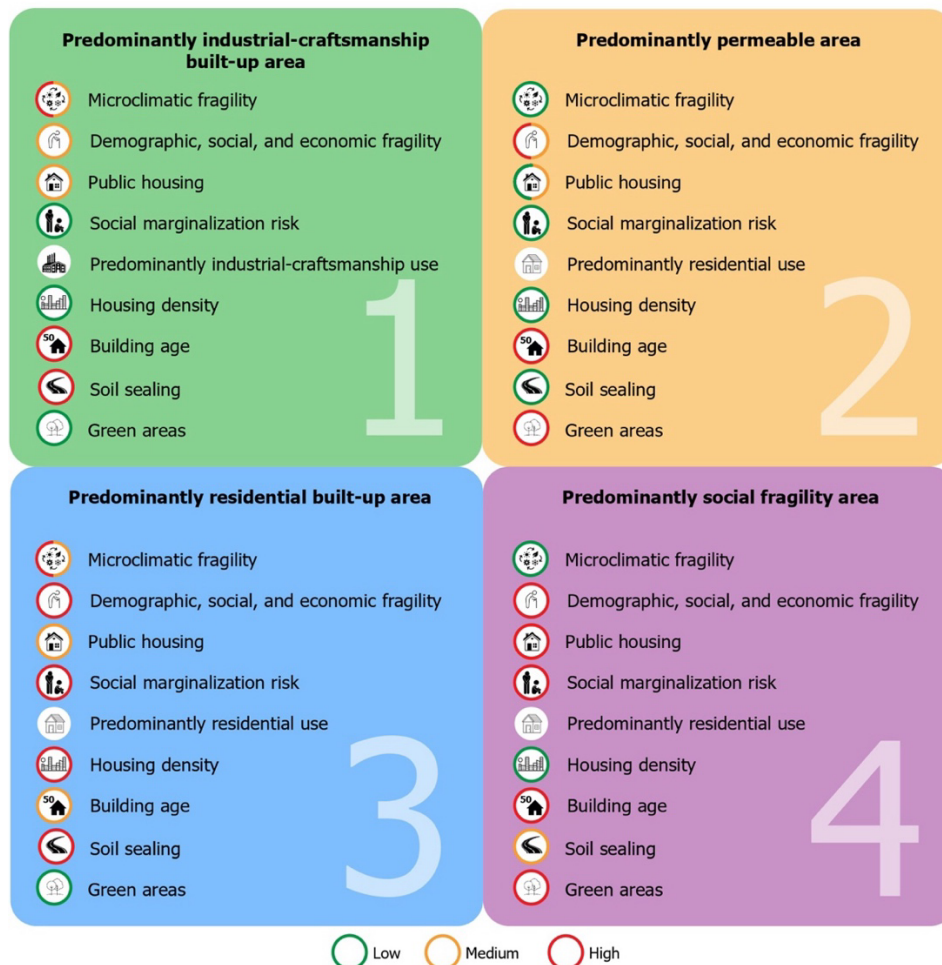 Predominantly industrial-craftsmanship
built-up area
Microclimatic fragility
Demographic, social, and economic fragility
Public housing
Social marginalization risk
Predominantly industrial-craftsmanship use
Housing density
50
Building age
Soil sealing
Green areas
1
Predominantly permeable area
Microclimatic fragility
Demographic, social, and economic fragility
Public housing
Social marginalization risk
Predominantly residential use
Housing density
50
Building age
Soil sealing
Green areas
2
Predominantly residential built-up area
Microclimatic fragility
Demographic, social, and economic fragility
Public housing
Social marginalization risk
Predominantly residential use
Housing density
50
Building age
Soil sealing
Green areas
3
Predominantly social fragility area
Microclimatic fragility
Demographic, social, and economic fragility
Public housing
Social marginalization risk
Predominantly residential use
Housing density
50
Building age
Soil sealing
Green areas
4
Low Medium High